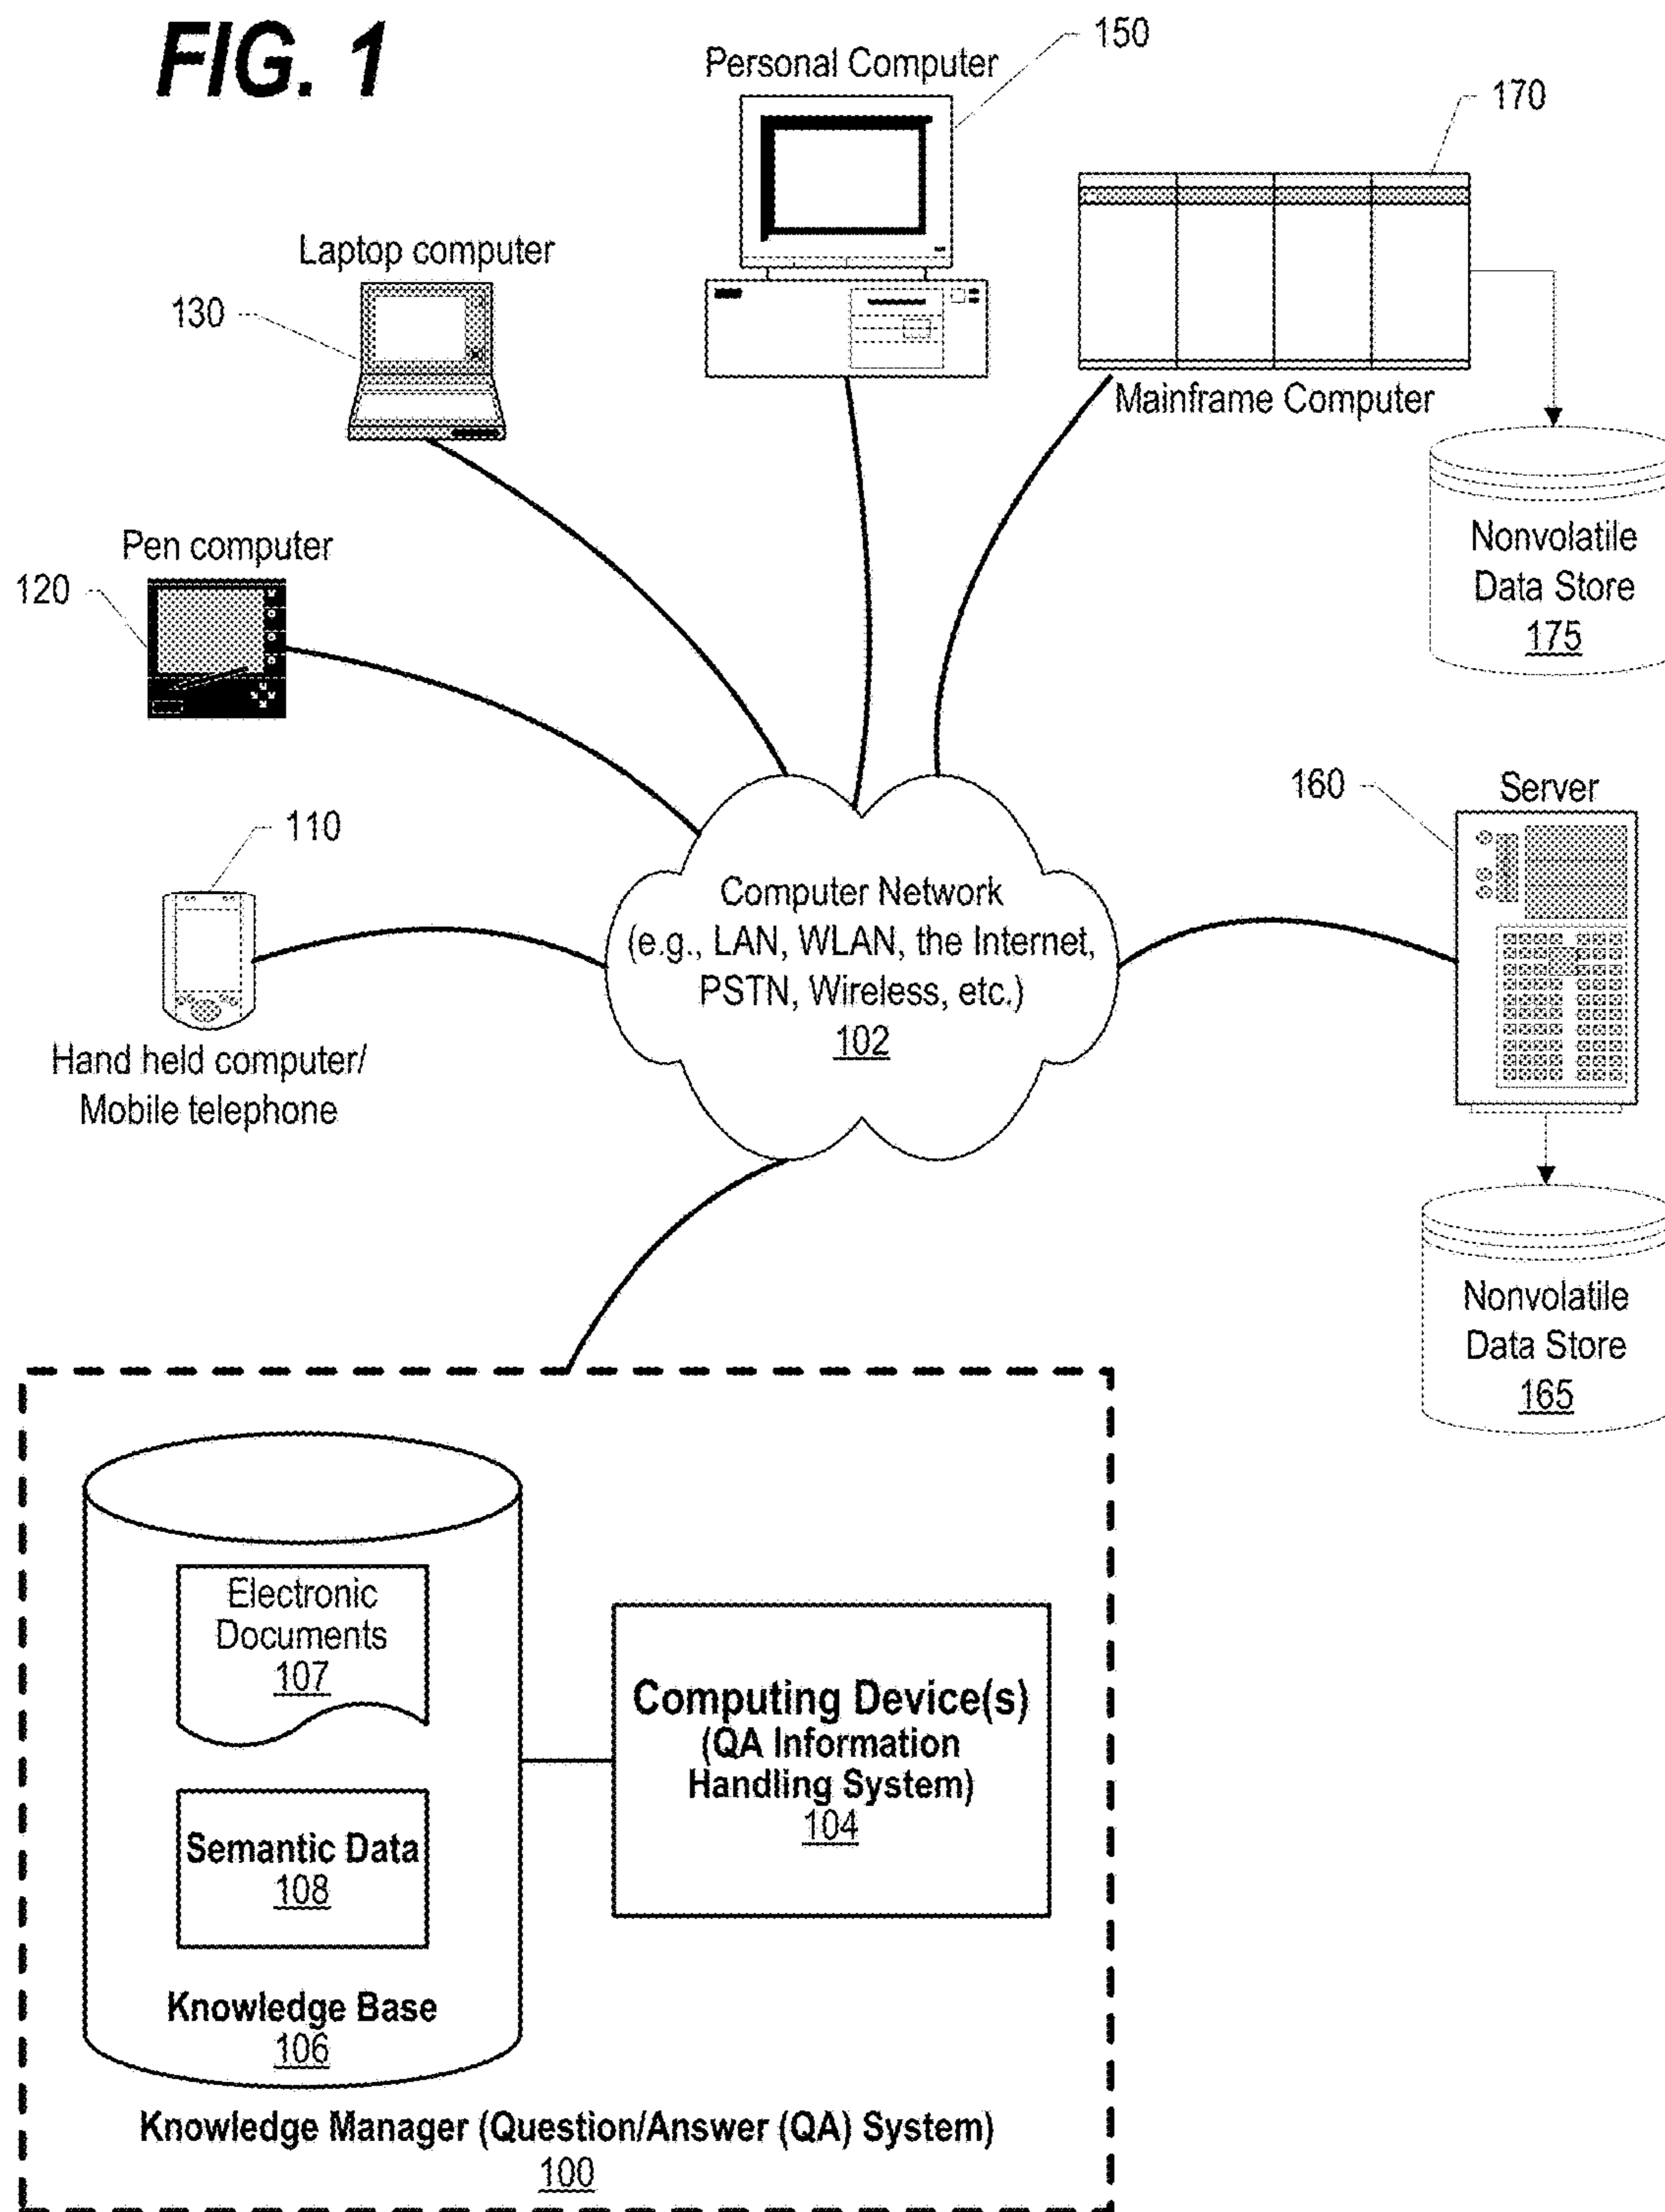 FIG. 1
Personal Computer
150
170
Laptop computer
130
Mainframe Computer
Nonvolatile
Data Store
175
Pen computer
120
160
Server
110
Computer Network
(e.g., LAN, WLAN, the Internet,
PSTN, Wireless, etc.)
102
Hand held computer/
Mobile telephone
Nonvolatile
Data Store
165
Electronic
Documents
107
Semantic Data
108
Knowledge Base
106
Computing Device(s)
(QA Information
Handling System)
104
Knowledge Manager (Question/Answer (QA) System)
100